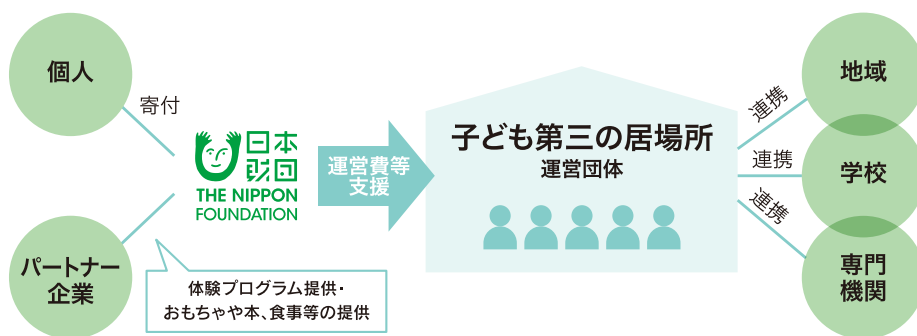 個人
寄付
日本
財団
THE NIPPON
FOUNDATION
パートナー
企業
体験プログラム提供・
おもちゃや本、食事等の提供
運営費等
支援
子ども第三の居場所
運営団体
連携
地域
連携
学校
連携
専門
機関